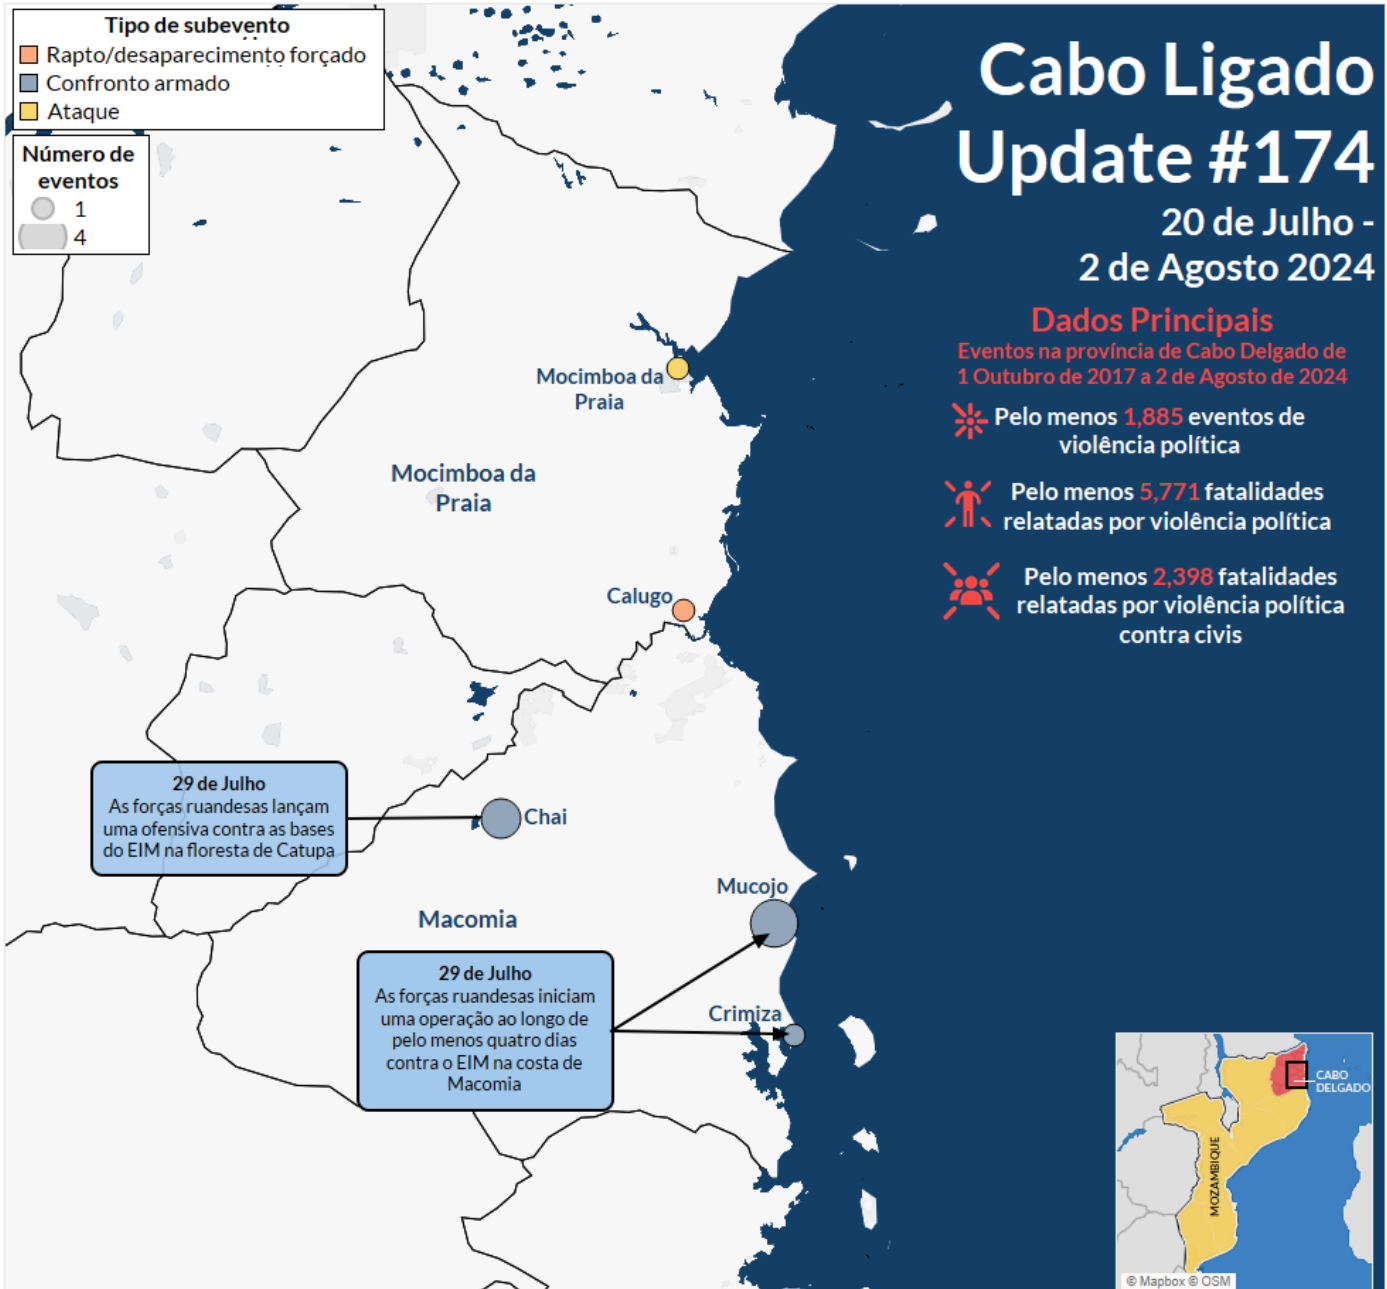 Tipo de subevento
Rapto/desaparecimento forçado
Confronto armado
Ataque
Número de
eventos
1
4
Cabo Ligado
Update #174
20 de Julho -
2 de Agosto 2024
Dados Principais
Eventos na província de Cabo Delgado de
1 Outubro de 2017 a 2 de Agosto de 2024
Pelo menos 1,885 eventos de
violência política
Pelo menos 5,771 fatalidades
relatadas por violência política
Pelo menos 2,398 fatalidades
relatadas por violência política
contra civis
Mocimboa da
Praia
Mocimboa da
Praia
Calugo
29 de Julho
As forças ruandesas lançam
uma ofensiva contra as bases
do EIM na floresta de Catupa
Chai
Mucojo
Macomia
29 de Julho
As forças ruandesas iniciam
uma operação ao longo de
pelo menos quatro dias
contra o EIM na costa de
Macomia
Crimiza
CABO
DELGADO
MOZAMBIQUE
© Mapbox © OSM